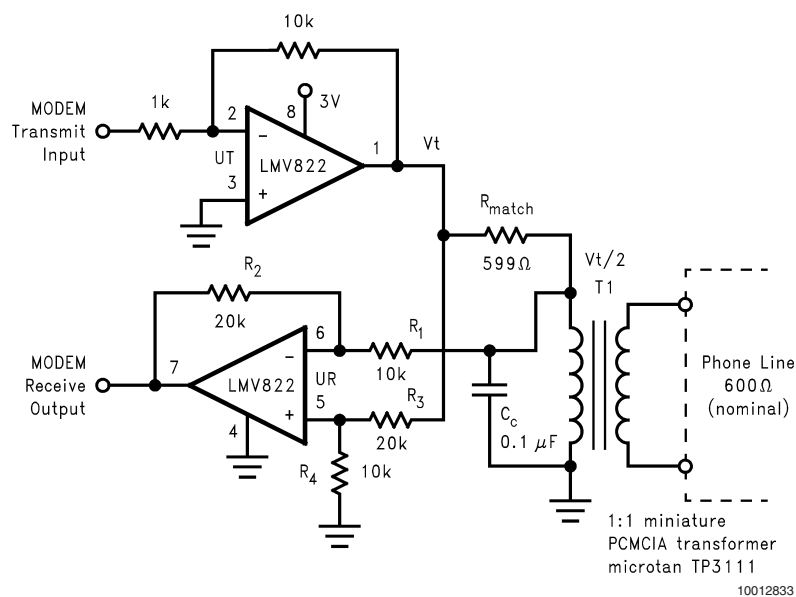 10k
1k
MODEM
Transmit
Input
2
8
3V
1
Vt
UT
LMV822
3
−
+
Rmatch
599Ω
Vt/2
T1
R2
20k
6
R1
10k
MODEM
Receive
Output
7
LMV822
UR
−
+
5
4
R3
20k
R4
10k
Cc
0.1 μF
Phone Line
600Ω
(nominal)
1:1 miniature
PCMCIA transformer
microtan TP3111
10012833